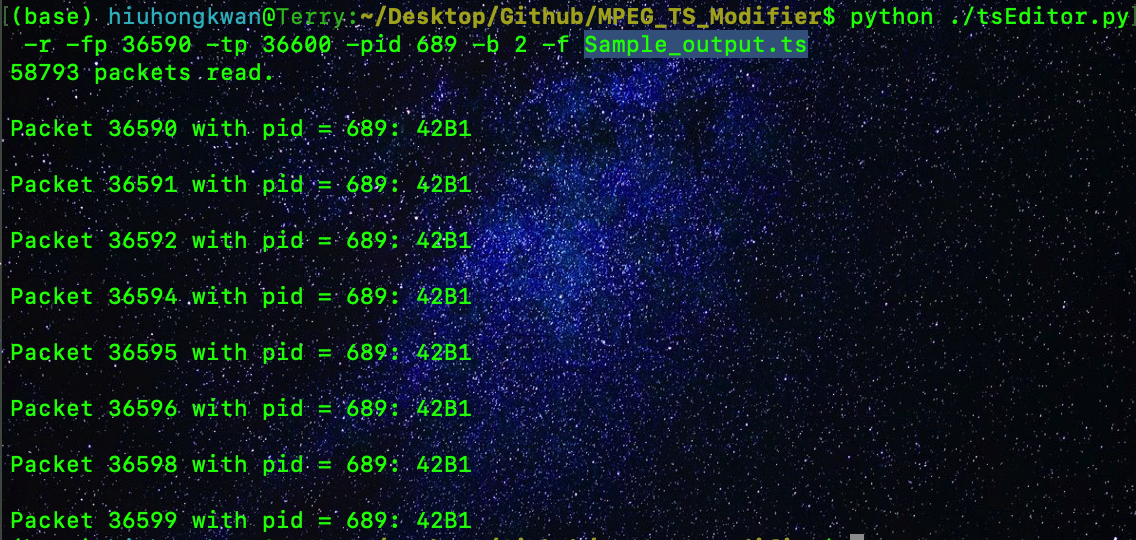 ((base) hiuhongkwan@Terry:~/Desktop/Github/MPEG_TS_Modifier$ python ./tsEditor.py
-r -fp 36590 -tp 36600 -pid 689 -b 2 -f Sample_output.ts
58793 packets read.
Packet 36590 with pid = 689: 42B1
Packet 36591 with pid = 689: 42B1
Packet 36592 with pid = 689: 42B1
Packet 36594 with pid = 689: 42B1
Packet 36595 with pid = 689: 42B1
Packet 36596 with pid = 689: 42B1
Packet 36598 with pid = 689: 42B1
Packet 36599 with pid = 689: 42B1